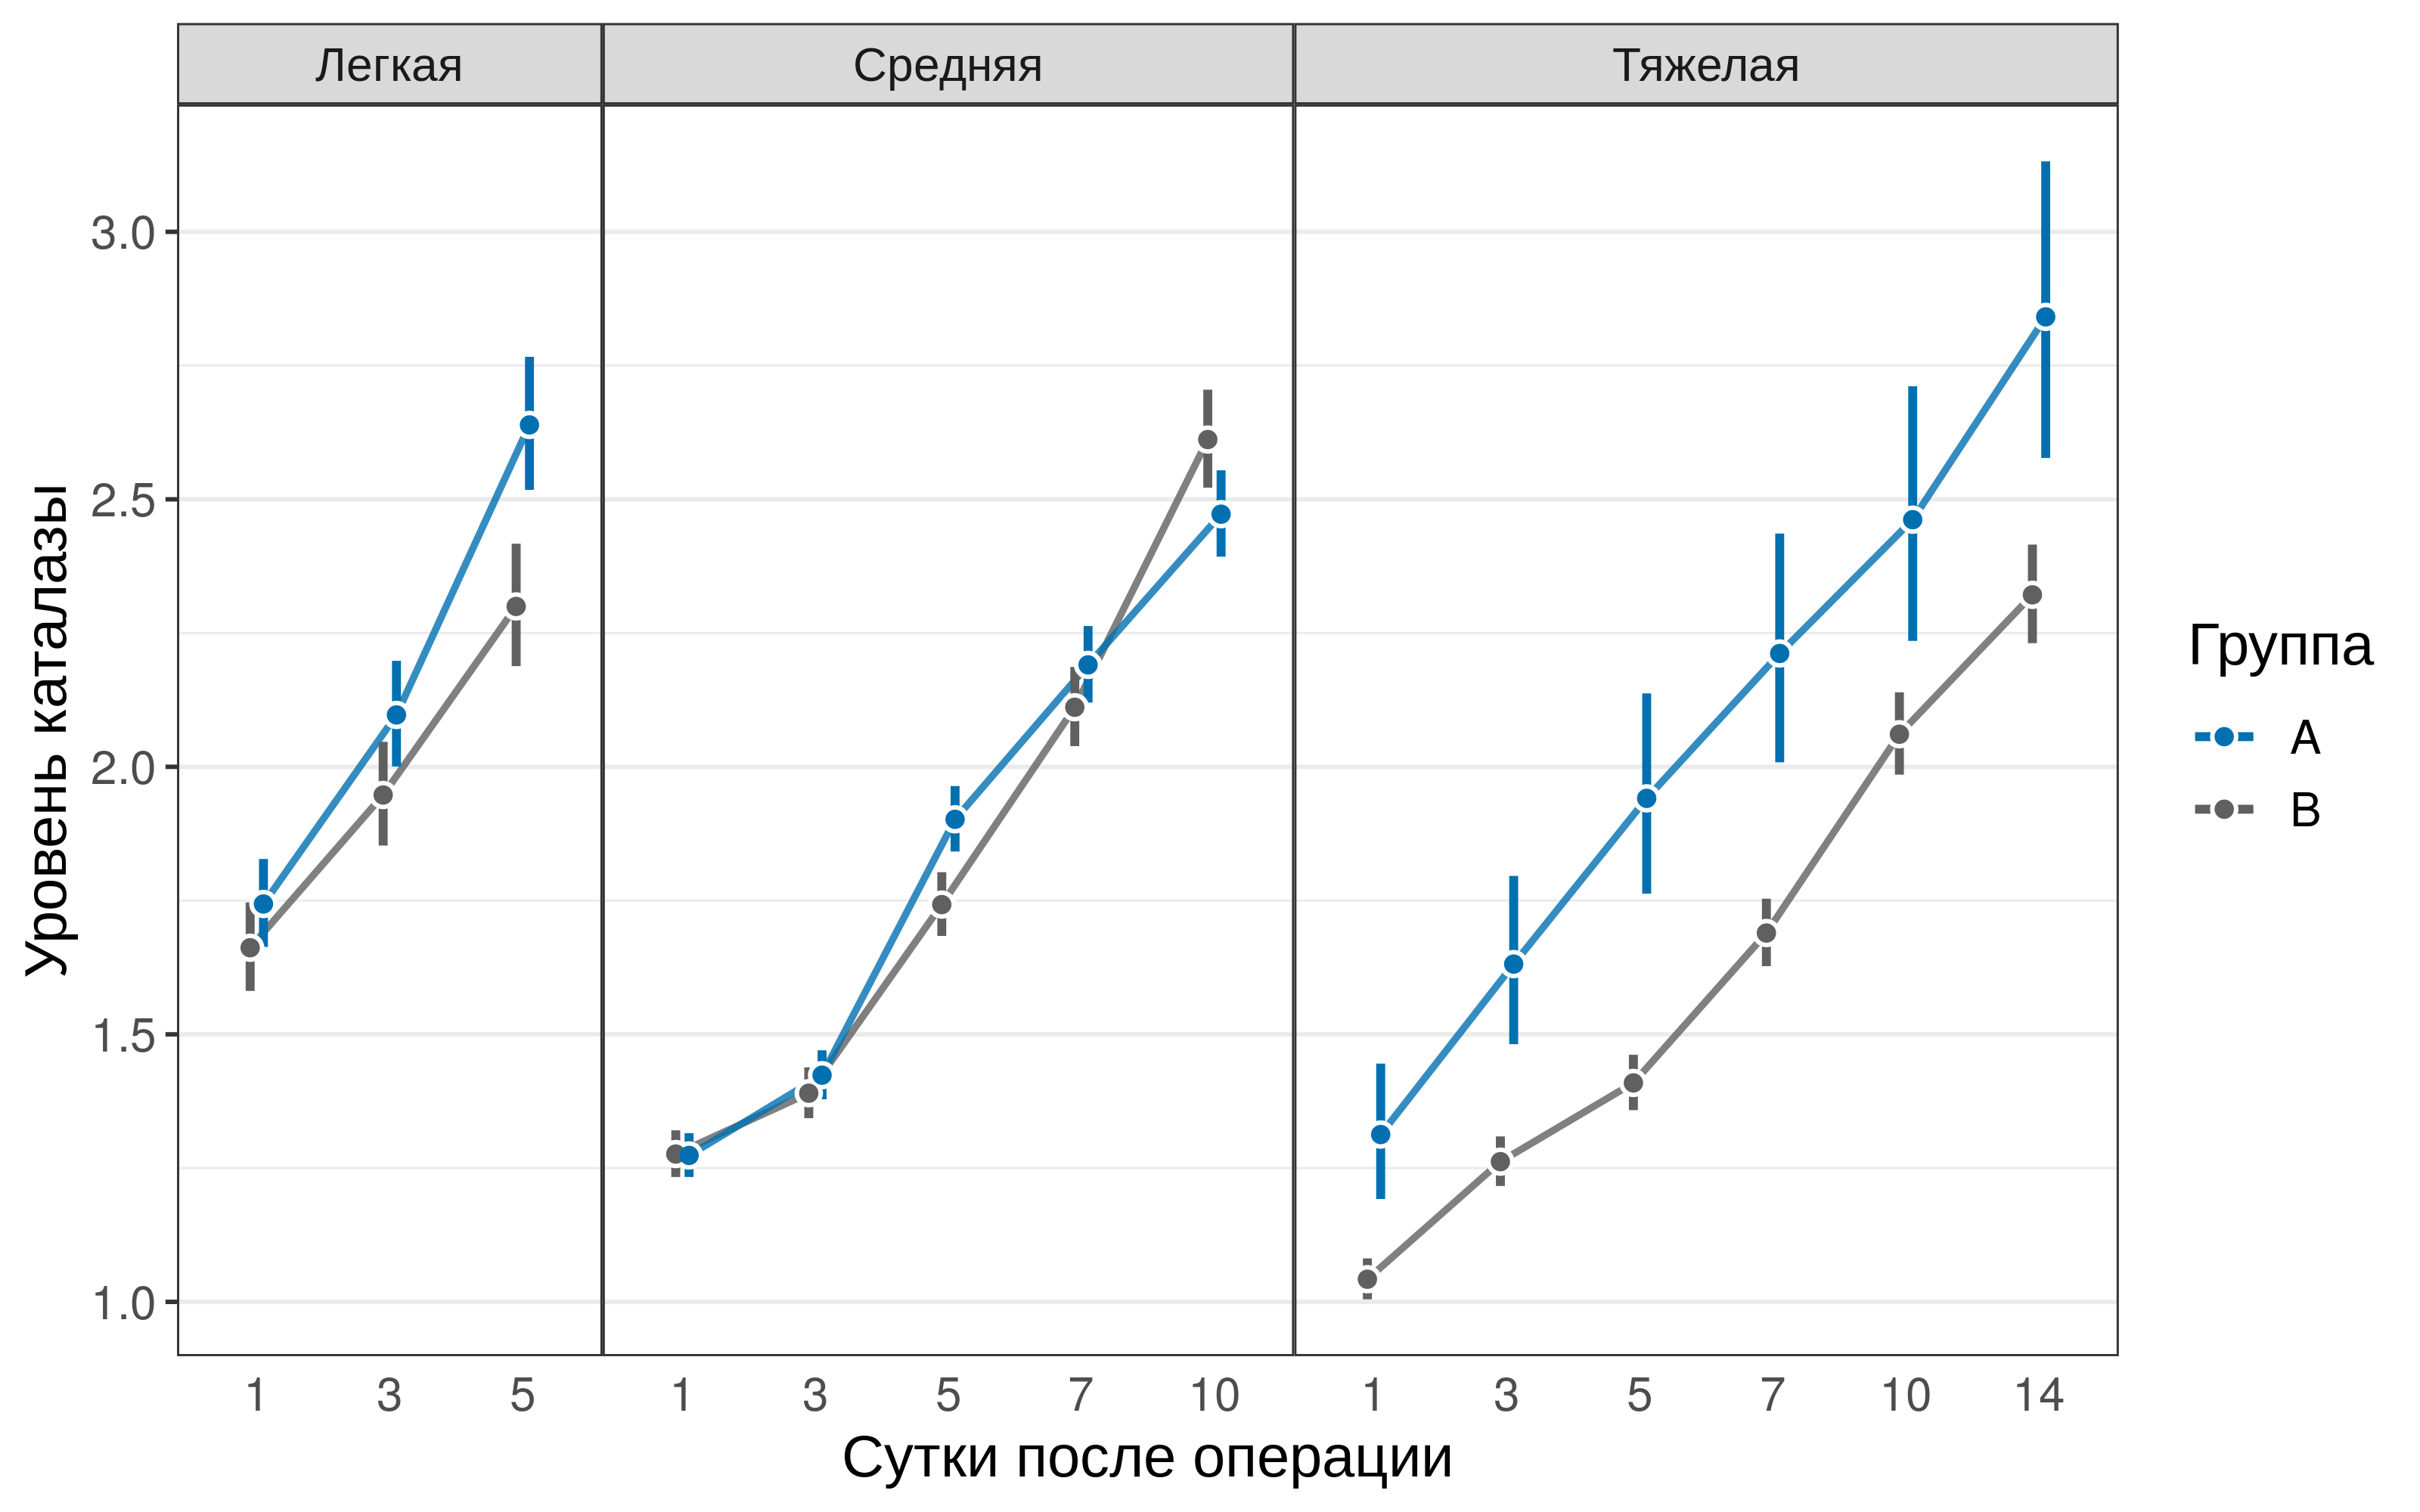 Легкая
Средняя
Тяжелая
3.0
2.5
2.0
1.5
1.0
Уровень каталазы
1 3 5
1 3 5 7 10
1 3 5 7 10 14
Сутки после операции
Группа
A
B